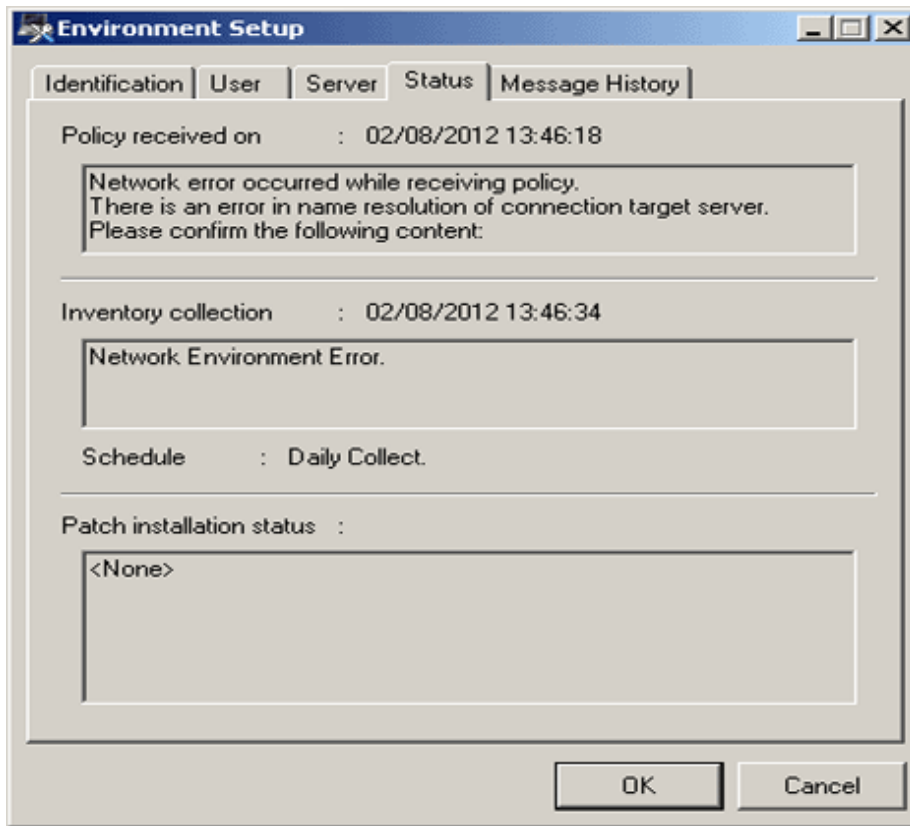 Environment Setup
Identification User Server Status Message History
Policy received on : 02/08/2012 13:46:18
Network error occurred while receiving policy.
There is an error in name resolution of connection target server.
Please confirm the following content:
Inventory collection : 02/08/2012 13:46:34
Network Environment Error.
Schedule : Daily Collect.
Patch installation status :
<None>
OK Cancel